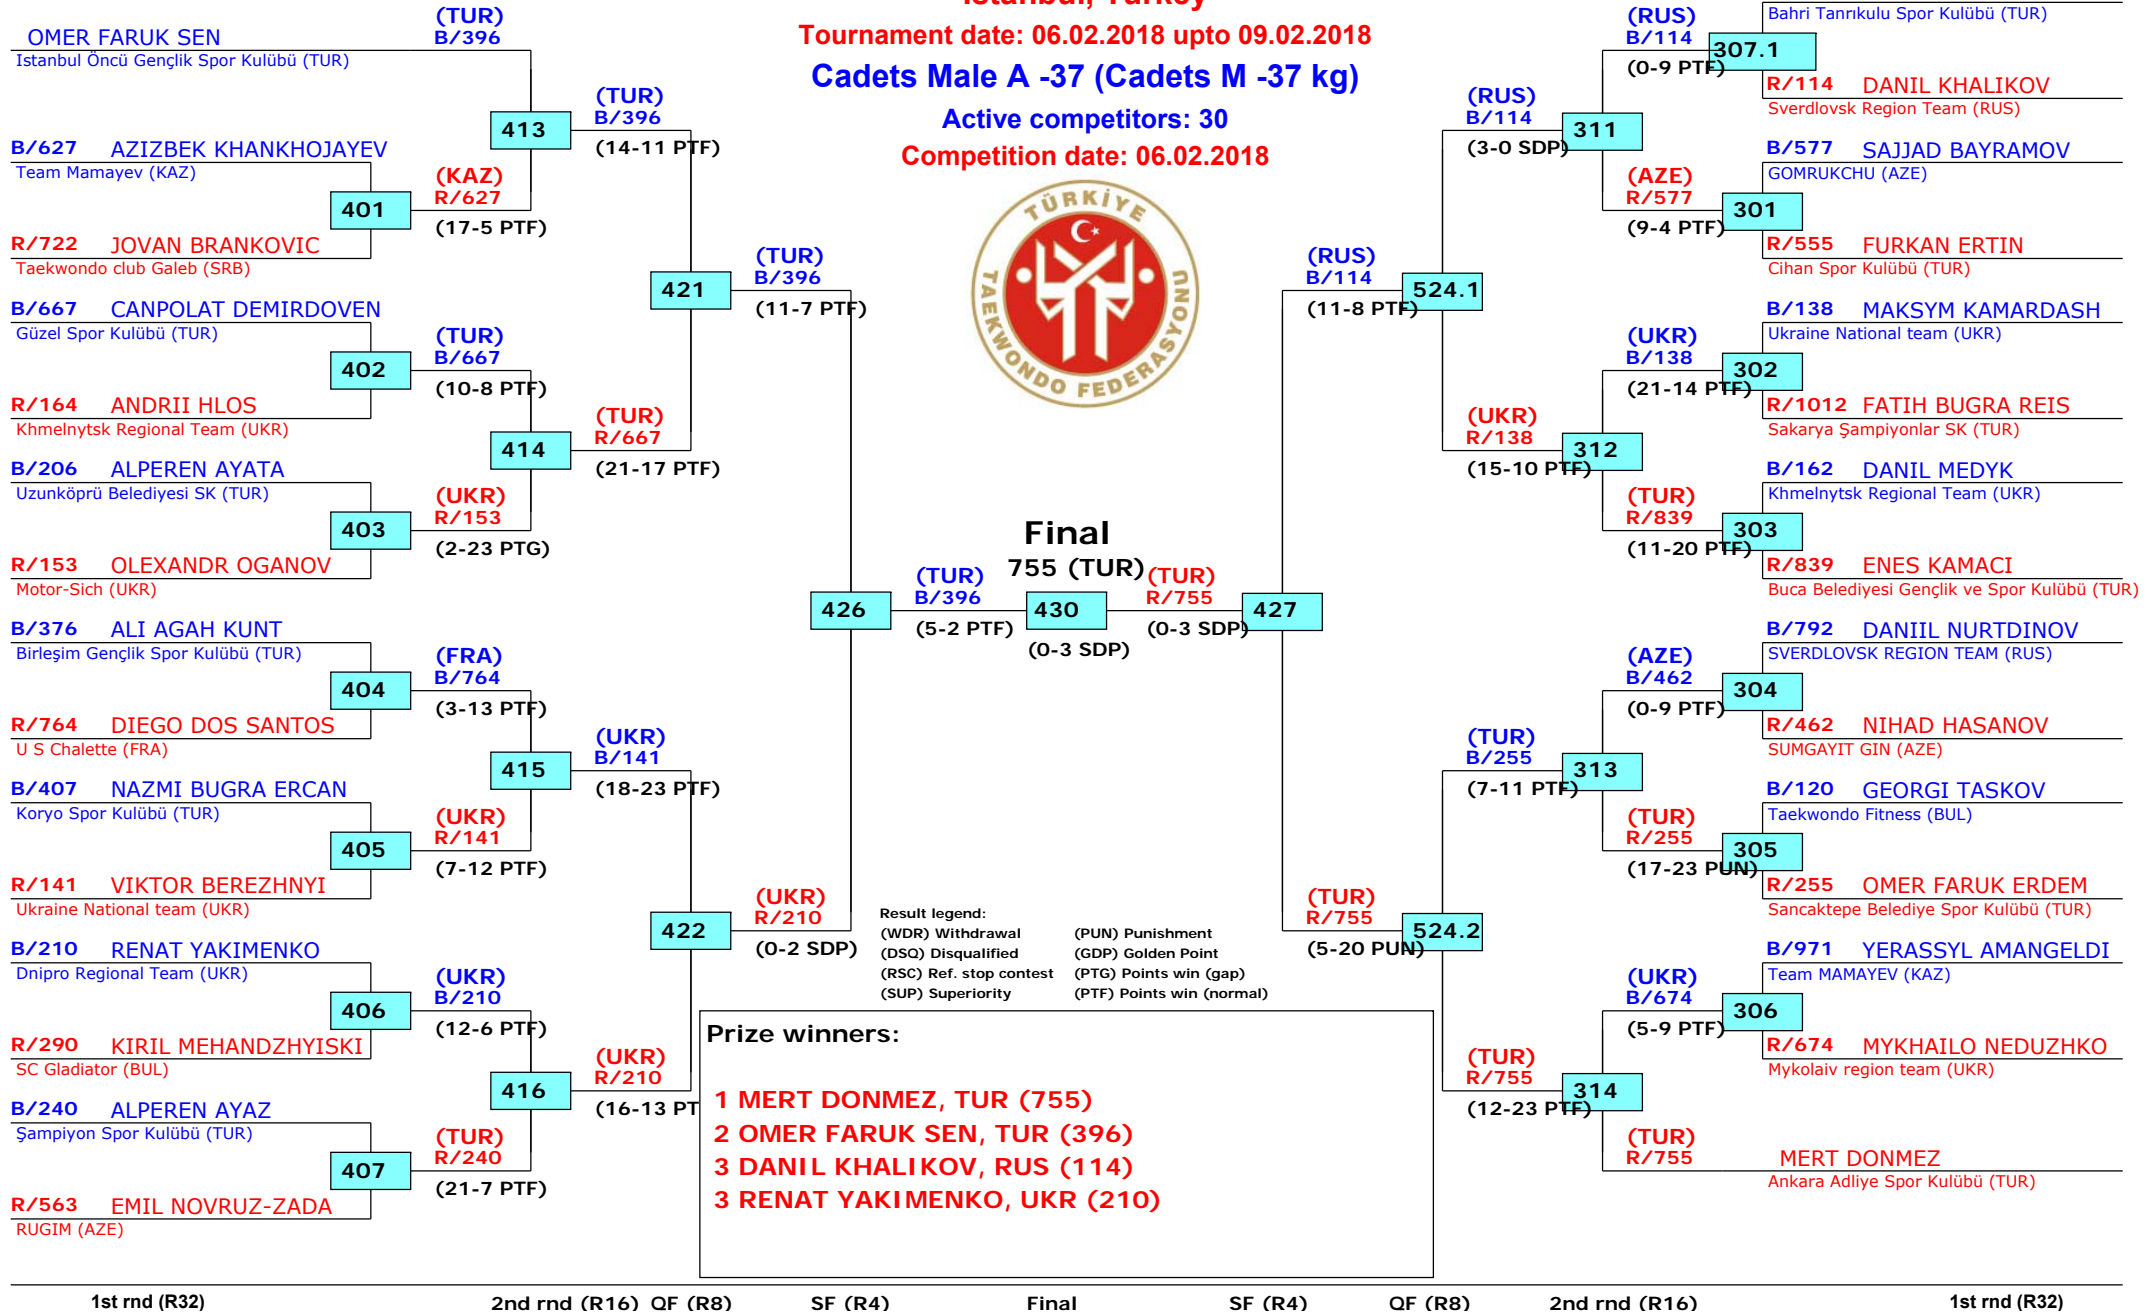 Istanbul, Turkey
Tournament date: 06.02.2018 upto 09.02.2018
Cadets Male A -37 (Cadets M -37 kg)
Active competitors: 30
Competition date: 06.02.2018
TÜRKİYE
TAEKWONDO FEDERASYONU
OMER FARUK SEN
Istanbul Öncü Gençlik Spor Kulübü (TUR)
B/627 AZIZBEK KHANKHOJAYEV
Team Mamayev (KAZ)
401
R/722 JOVAN BRANKOVIC
Taekwondo club Galeb (SRB)
B/667 CANPOLAT DEMIRDOVEN
Güzel Spor Kulübü (TUR)
402
R/164 ANDRII HLOS
Khmelnytsk Regional Team (UKR)
B/206 ALPEREN AYATA
Uzunköprü Belediyesi SK (TUR)
403
R/153 OLEXANDR OGANOV
Motor-Sich (UKR)
B/376 ALI AGAH KUNT
Birleşim Gençlik Spor Kulübü (TUR)
404
R/764 DIEGO DOS SANTOS
U S Chalette (FRA)
B/407 NAZMI BUGRA ERCAN
Koryo Spor Kulübü (TUR)
405
R/141 VIKTOR BEREZHNYI
Ukraine National team (UKR)
B/210 RENAT YAKIMENKO
Dnipro Regional Team (UKR)
406
R/290 KIRIL MEHANDZHYISKI
SC Gladiator (BUL)
B/240 ALPEREN AYAZ
Şampiyon Spor Kulübü (TUR)
407
R/563 EMIL NOVRUZ-ZADA
RUGIM (AZE)
(TUR)
B/396
413
(KAZ)
R/627
(17-5 PTF)
(TUR)
B/667
(10-8 PTF)
414
(UKR)
R/153
(2-23 PTG)
(FRA)
B/764
(3-13 PTF)
415
(UKR)
R/141
(7-12 PTF)
(UKR)
B/210
(12-6 PTF)
416
(TUR)
R/240
(21-7 PTF)
(TUR)
B/396
(14-11 PTF)
421
(TUR)
R/667
(21-17 PTF)
(UKR)
B/141
(18-23 PTF)
422
(UKR)
R/210
(16-13 PT
(TUR)
B/396
(11-7 PTF)
426
(UKR)
R/210
(0-2 SDP)
(TUR)
B/396
(5-2 PTF)
Final
755 (TUR)
430
(0-3 SDP)
(TUR)
R/755
(0-3 SDP)
427
(RUS)
B/114
(11-8 PTF)
524.1
(TUR)
R/755
(5-20 PUN)
524.2
(RUS)
B/114
(3-0 SDP)
311
(UKR)
R/138
(15-10 PTF)
312
(TUR)
B/255
(7-11 PTF)
313
(TUR)
R/755
(12-23 PTF)
314
(RUS)
B/114
(0-9 PTF)
307.1
(AZE)
R/577
(9-4 PTF)
301
(UKR)
B/138
(21-14 PTF)
302
(TUR)
R/839
(11-20 PTF)
303
(AZE)
B/462
(0-9 PTF)
304
(TUR)
R/255
(17-23 PUN)
305
(UKR)
B/674
(5-9 PTF)
306
(TUR)
R/755
Bahri Tanrıkulu Spor Kulübü (TUR)
R/114 DANIL KHALIKOV
Sverdlovsk Region Team (RUS)
B/577 SAJJAD BAYRAMOV
GOMRUKCHU (AZE)
R/555 FURKAN ERTIN
Cihan Spor Kulübü (TUR)
B/138 MAKSYM KAMARDASH
Ukraine National team (UKR)
R/1012 FATIH BUGRA REIS
Sakarya Şampiyonlar SK (TUR)
B/162 DANIL MEDYK
Khmelnytsk Regional Team (UKR)
R/839 ENES KAMACI
Buca Belediyesi Gençlik ve Spor Kulübü (TUR)
B/792 DANIIL NURTDINOV
SVERDLOVSK REGION TEAM (RUS)
R/462 NIHAD HASANOV
SUMGAYIT GIN (AZE)
B/120 GEORGI TASKOV
Taekwondo Fitness (BUL)
R/255 OMER FARUK ERDEM
Sancaktepe Belediye Spor Kulübü (TUR)
B/971 YERASSYL AMANGELDI
Team MAMAYEV (KAZ)
R/674 MYKHAILO NEDUZHKO
Mykolaiv region team (UKR)
MERT DONMEZ
Ankara Adliye Spor Kulübü (TUR)
Result legend:
(WDR) Withdrawal (PUN) Punishment
(DSQ) Disqualified (GDP) Golden Point
(RSC) Ref. stop contest (PTG) Points win (gap)
(SUP) Superiority (PTF) Points win (normal)
Prize winners:
1 MERT DONMEZ, TUR (755)
2 OMER FARUK SEN, TUR (396)
3 DANIL KHALIKOV, RUS (114)
3 RENAT YAKIMENKO, UKR (210)
1st rnd (R32) 2nd rnd (R16) QF (R8) SF (R4) Final SF (R4) QF (R8) 2nd rnd (R16) 1st rnd (R32)